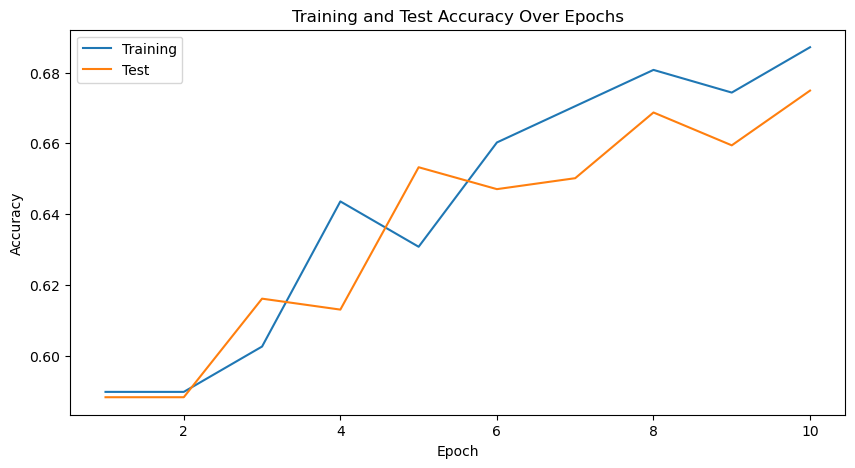 Training and Test Accuracy Over Epochs
Training
Test
0.68
0.66
0.64
0.62
0.60
Accuracy
2 4 6 8 10
Epoch